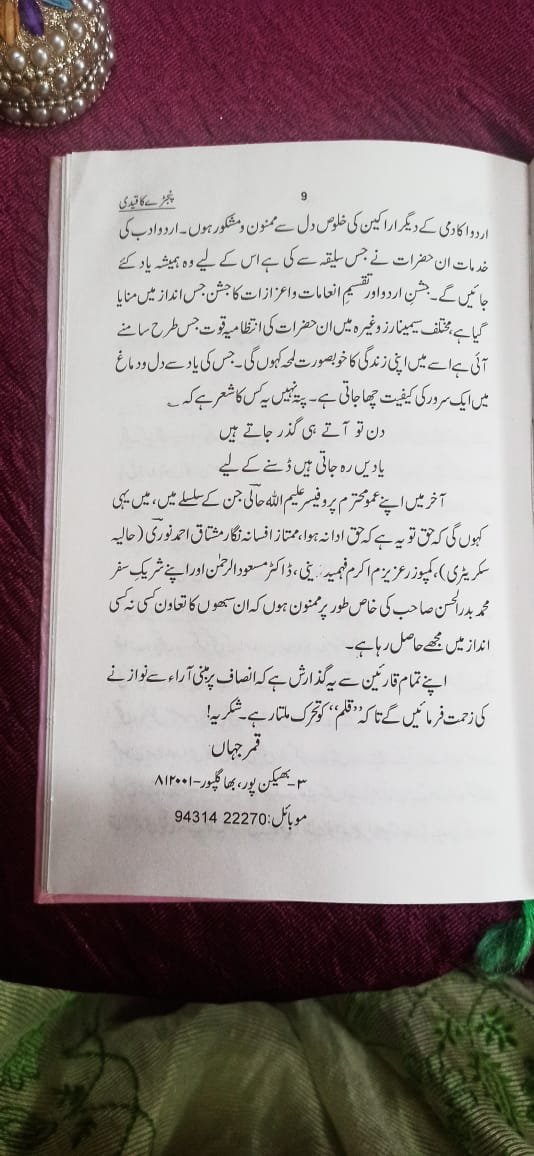 پنجڑے کا قیدی
9
اردو اکادمی کے دیگر اراکین کی خلوص دل سے ممنون و مشکور ہوں۔ اردو ادب کی
خدمات ان حضرات نے جس سلیقہ سے کی ہے اس کے لیے وہ ہمیشہ یاد کئے
جائیں گے۔ جشنِ اردو اور تقسیم انعامات و اعزازات کا جشن جس انداز میں منایا
گیا ہے، مختلف سیمینارز وغیرہ میں ان حضرات کی انتظامیہ قوت جس طرح سامنے
آئی ہے اسے میں اپنی زندگی کا خوبصورت لمحہ کہوں گی۔ جس کی یاد سے دل و دماغ
میں ایک سرور کی کیفیت چھا جاتی ہے۔ پتہ نہیں یہ کس کا شعر ہے کہ ؎
دن تو آتے ہی گذر جاتے ہیں
یادیں رہ جاتی ہیں ڈسنے کے لیے
آخر میں اپنے عمو محترم پروفیسر علیم اللہ حالیؔ جن کے سلسلے میں، میں یہی
کہوں گی کہ حق تو یہ ہے کہ حق ادا نہ ہوا، ممتاز افسانہ نگار مشتاق احمد نوریؔ (حالیہ
سکریٹری)، کمپوزر عزیزم اکرم فہمید، ڈاکٹر مسعود الرحمٰن اور اپنے شریکِ سفر
محمد بدر الحسن صاحب کی خاص طور پر ممنون ہوں کہ ان سبھوں کا تعاون کسی نہ کسی
انداز میں مجھے حاصل رہا ہے۔
اپنے تمام قارئین سے یہ گذارش ہے کہ انصاف پر مبنی آراء سے نوازنے
کی زحمت فرمائیں گے تاکہ ’’قلم‘‘ کو تحرک ملتا رہے۔ شکریہ!
قمر جہاں
۳-بھیکن پور، بھاگلپور-۸۱۲۰۰۱
موبائل: 94314 22270